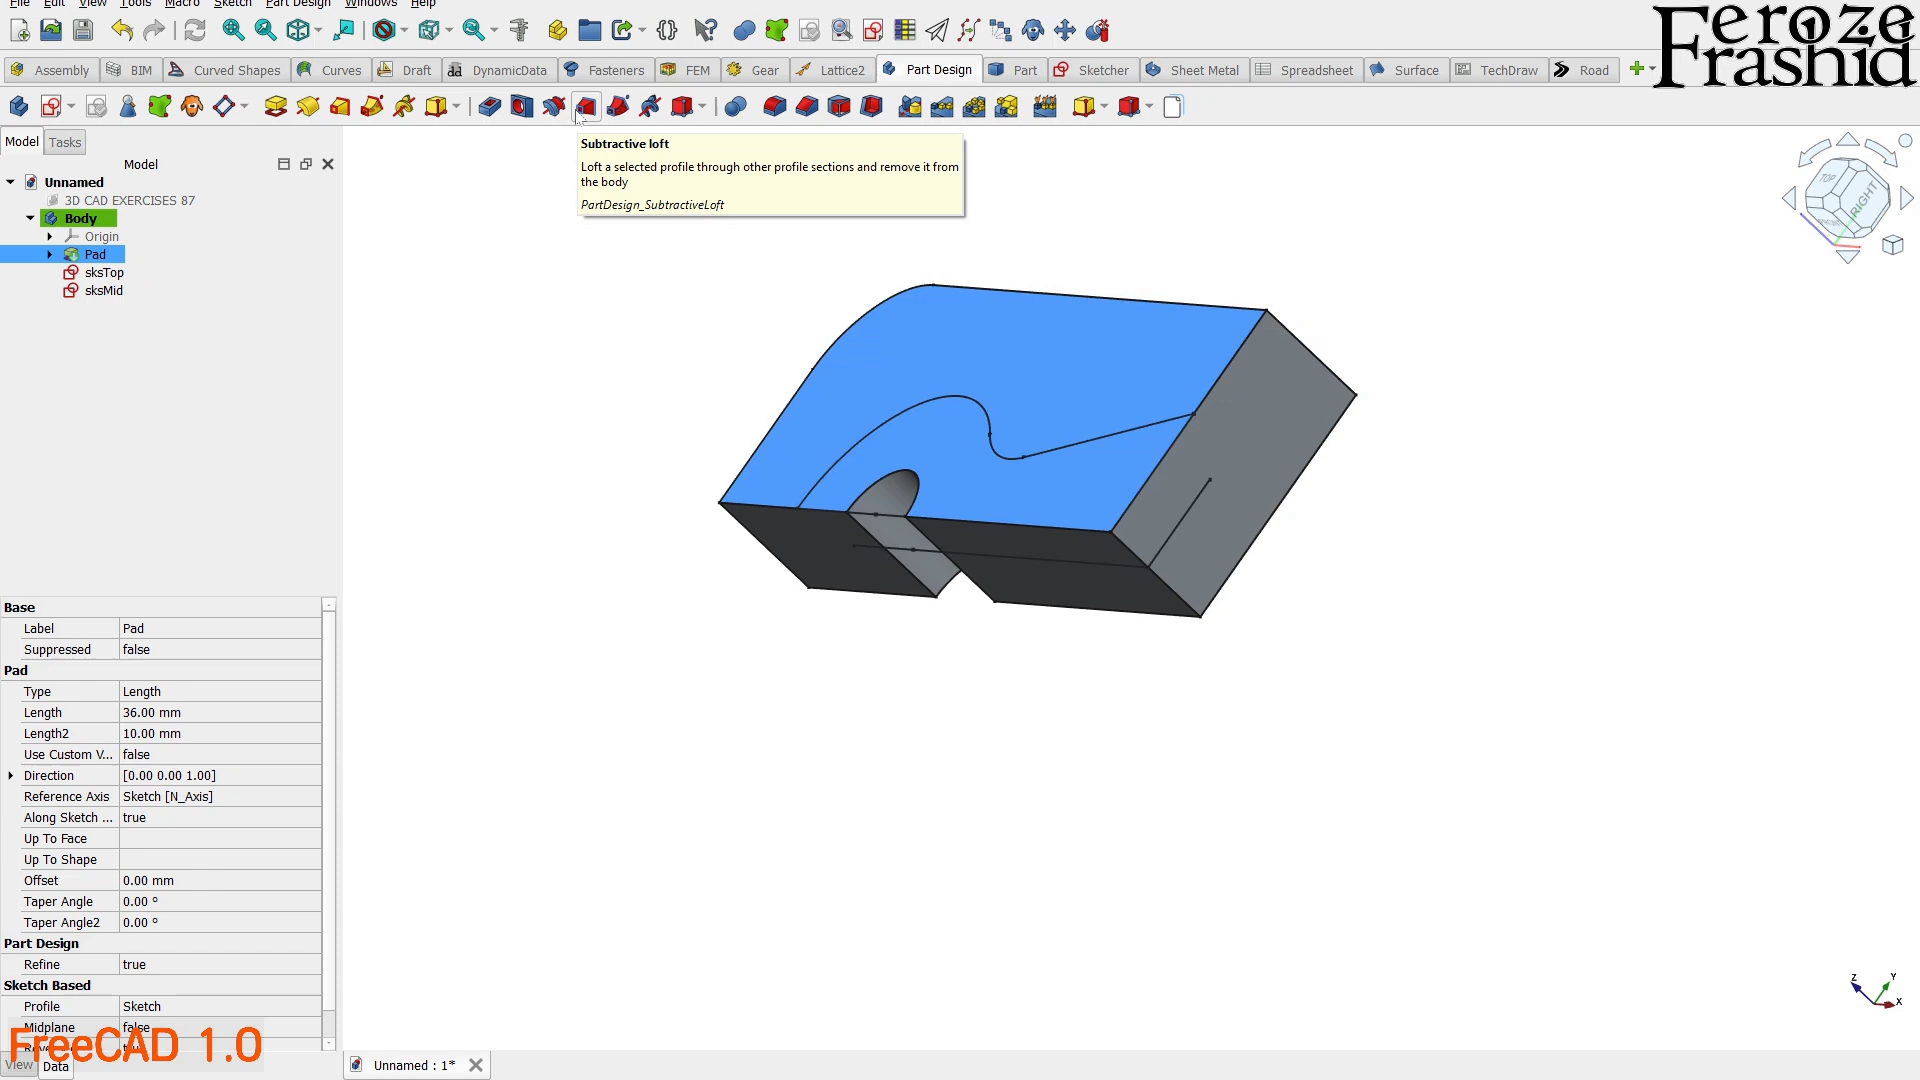 File Edit View Tools Macro Sketch Part Design Windows Help
Feroze
Frashid
Assembly BIM Curved Shapes Curves Draft DynamicData Fasteners FEM Gear Lattice2 Part Design Part Sketcher Sheet Metal Spreadsheet Surface TechDraw Road
Model Tasks
Model
Subtractive loft
Loft a selected profile through other profile sections and remove it from
the body
PartDesign_SubtractiveLoft
TOP RIGHT FRONT
Unnamed
3D CAD EXERCISES 87
Body
Origin
Pad
sksTop
sksMid
Base
Label Pad
Suppressed false
Pad
Type Length
Length 36.00 mm
Length2 10.00 mm
Use Custom V... false
Direction [0.00 0.00 1.00]
Reference Axis Sketch [N_Axis]
Along Sketch ... true
Up To Face
Up To Shape
Offset 0.00 mm
Taper Angle 0.00 °
Taper Angle2 0.00 °
Part Design
Refine true
Sketch Based
Profile Sketch
Midplane false
FreeCAD 1.0
View Data
Unnamed : 1*
Z Y X